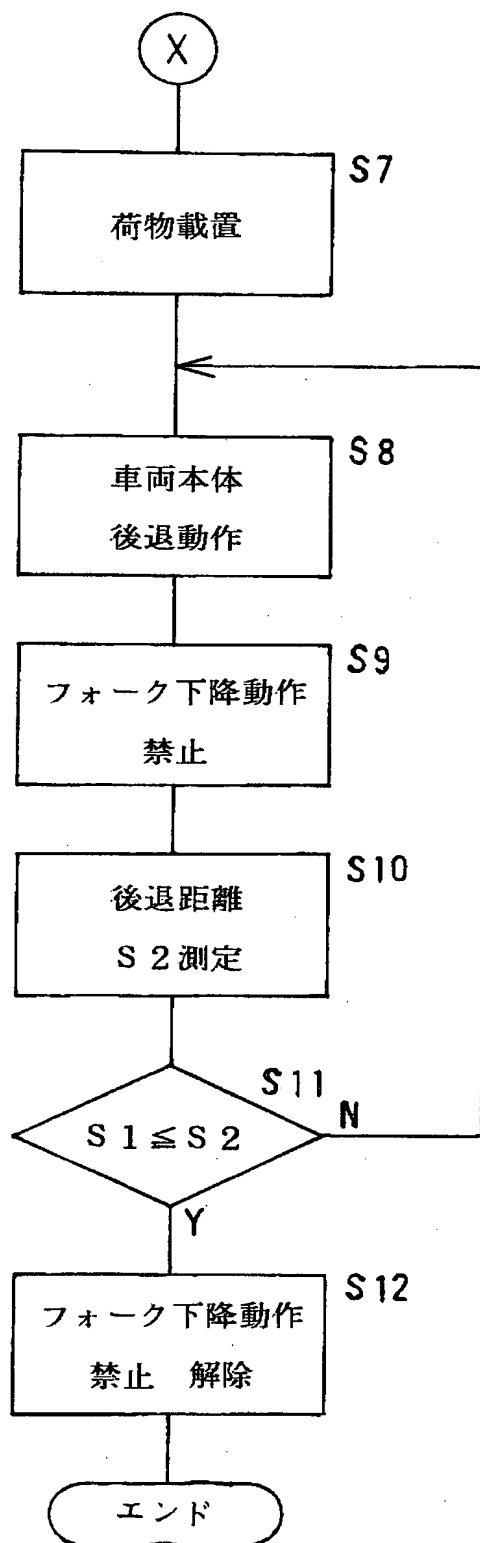 X
S7
荷物載置
S8
車両本体
後退動作
S9
フォーク下降動作
禁止
S10
後退距離
S2測定
S11
S1≦S2
N
Y
S12
フォーク下降動作
禁止 解除
エンド